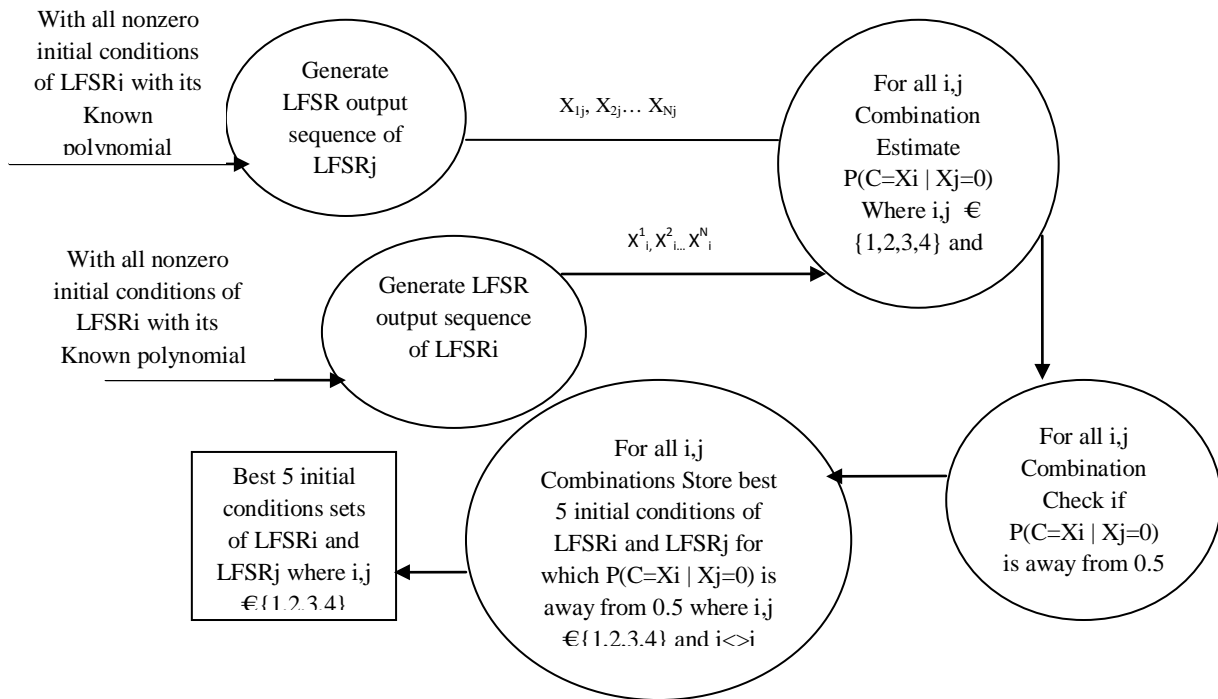 With all nonzero
initial conditions
of LFSRj with its
Known
polynomial
Generate
LFSR output
sequence of
LFSRj
X1j, X2j… XNj
For all i,j
Combination
Estimate
P(C=Xi | Xj=0)
Where i,j €
{1,2,3,4} and
With all nonzero
initial conditions of
LFSRi with its
Known polynomial
Generate LFSR
output sequence
of LFSRi
X1i, X2i… XNi
For all i,j
Combination
Check if
P(C=Xi | Xj=0)
is away from 0.5
For all i,j
Combinations Store best
5 initial conditions of
LFSRi and LFSRj for
which P(C=Xi | Xj=0) is
away from 0.5 where i,j
€{1,2,3,4} and i<>j
Best 5 initial
conditions sets
of LFSRi and
LFSRj where i,j
€{1,2,3,4}